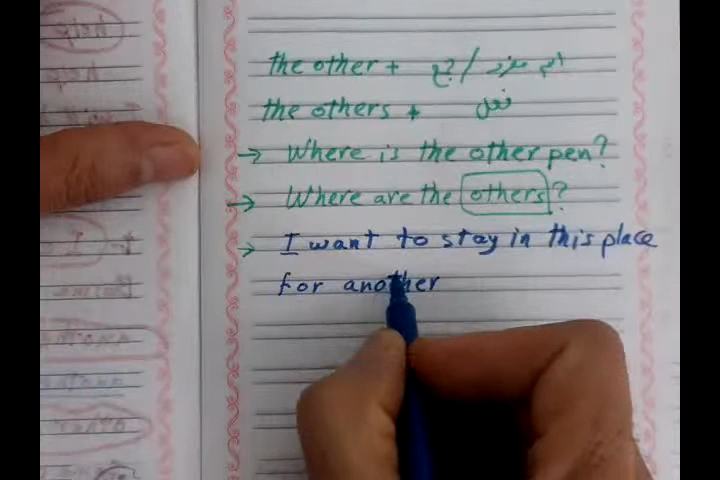 the other + اسم مفرد / جمع
the others + فعل
→ Where is the other pen?
→ Where are the others?
→ I want to stay in this place
for another